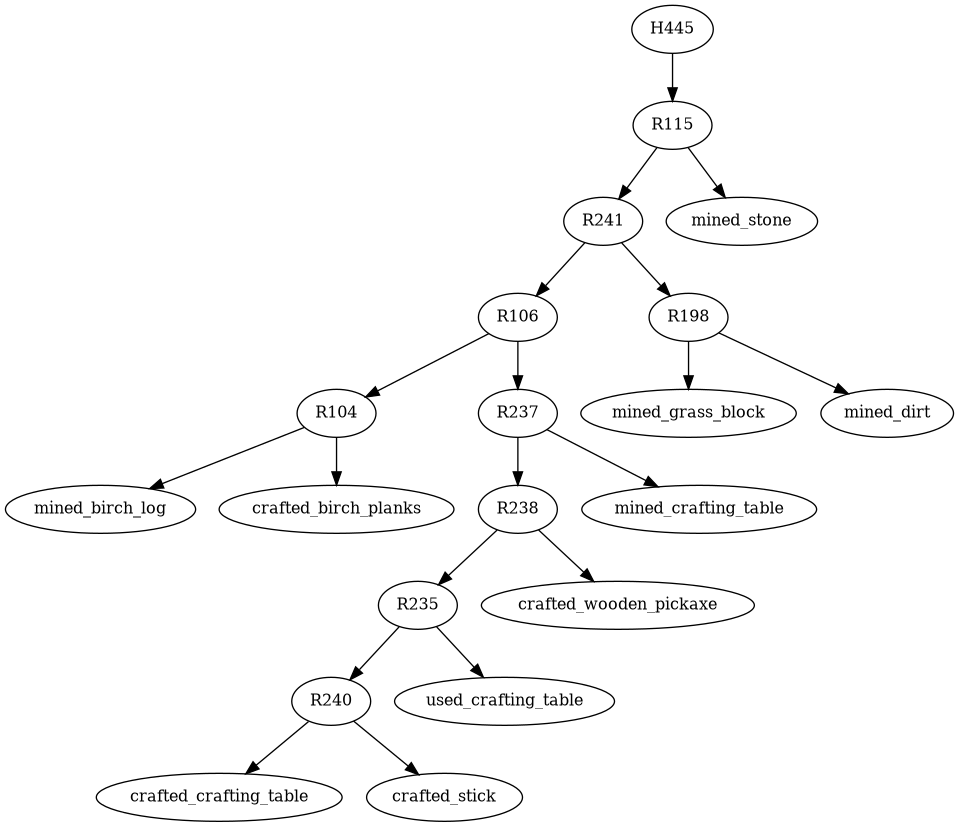 H445
R115
R241
mined_stone
R106
R198
R104
R237
mined_grass_block
mined_dirt
mined_birch_log
crafted_birch_planks
R238
mined_crafting_table
R235
crafted_wooden_pickaxe
R240
used_crafting_table
crafted_crafting_table
crafted_stick